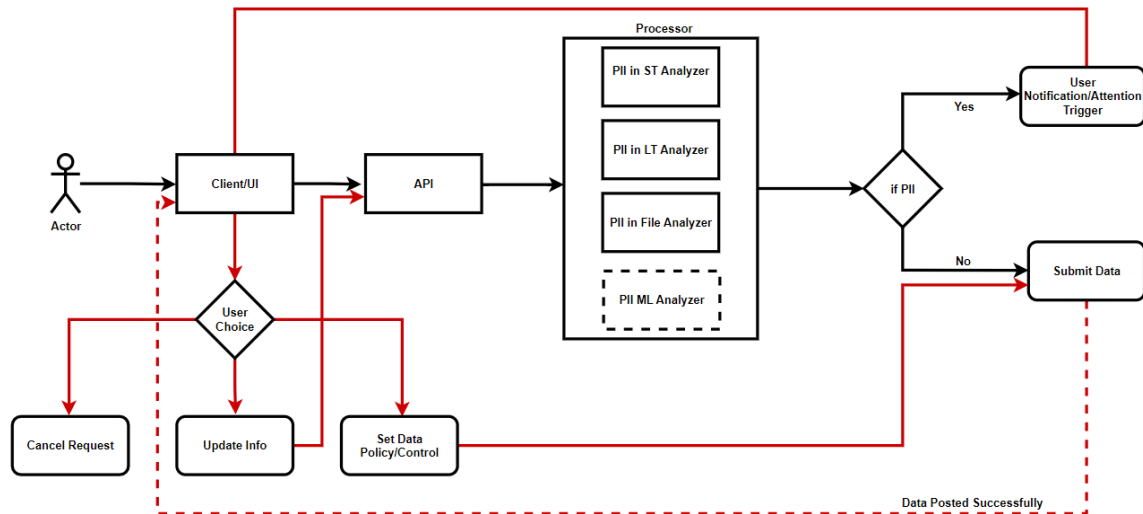 Processor
PII in ST Analyzer
User
Notification/Attention
Trigger
Yes
PII in LT Analyzer
Client/UI
API
if PII
Actor
PII in File Analyzer
No
Submit Data
PII ML Analyzer
User
Choice
Cancel Request
Update Info
Set Data
Policy/Control
Data Posted Successfully